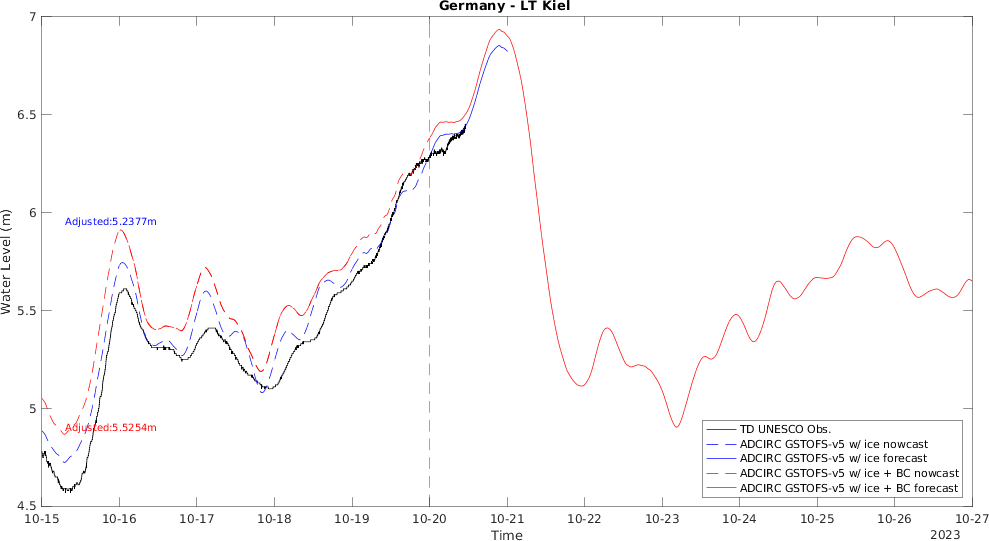 Germany - LT Kiel
7
6.5
6
5.5
5
4.5
Water Level (m)
Adjusted:5.2377m
Adjusted:5.5254m
TD UNESCO Obs.
ADCIRC GSTOFS-v5 w/ ice nowcast
ADCIRC GSTOFS-v5 w/ ice forecast
ADCIRC GSTOFS-v5 w/ ice + BC nowcast
ADCIRC GSTOFS-v5 w/ ice + BC forecast
10-15 10-16 10-17 10-18 10-19 10-20 10-21 10-22 10-23 10-24 10-25 10-26 10-27
Time
2023